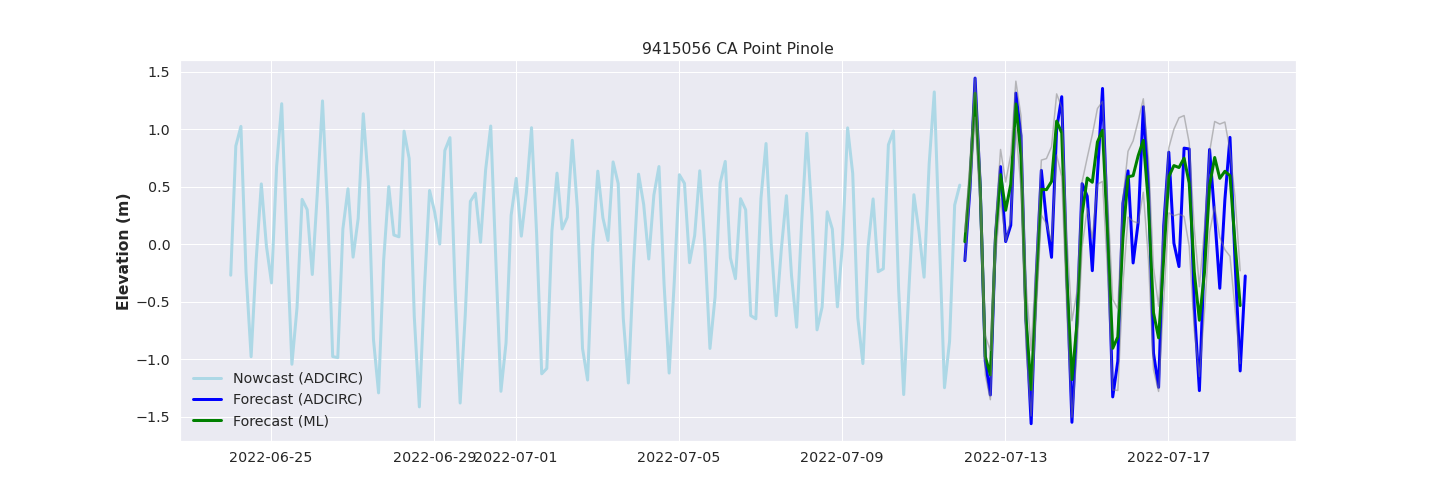 9415056 CA Point Pinole
Elevation (m)
1.5
1.0
0.5
0.0
−0.5
−1.0
−1.5
Nowcast (ADCIRC)
Forecast (ADCIRC)
Forecast (ML)
2022-06-25 2022-06-29 2022-07-01 2022-07-05 2022-07-09 2022-07-13 2022-07-17